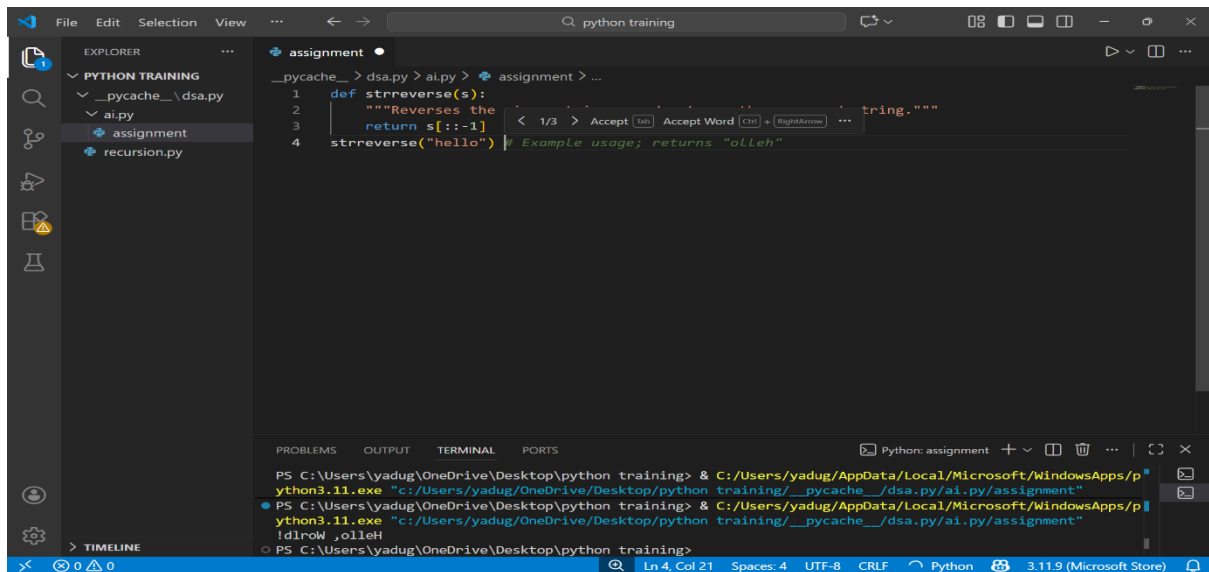 File Edit Selection View ... python training
EXPLORER ...
assignment
PYTHON TRAINING
__pycache__\dsa.py
ai.py
assignment
recursion.py
__pycache__ > dsa.py > ai.py > assignment > ...
1 def strreverse(s):
2 """Reverses the tring."""
1/3 Accept Tab Accept Word Ctrl + RightArrow ...
3 return s[::-1]
4 strreverse("hello") # Example usage; returns "olleh"
PROBLEMS OUTPUT TERMINAL PORTS Python: assignment
PS C:\Users\yadug\OneDrive\Desktop\python training> & C:/Users/yadug/AppData/Local/Microsoft/WindowsApps/p
ython3.11.exe "c:/Users/yadug/OneDrive/Desktop/python training/__pycache__/dsa.py/ai.py/assignment"
PS C:\Users\yadug\OneDrive\Desktop\python training> & C:/Users/yadug/AppData/Local/Microsoft/WindowsApps/p
ython3.11.exe "c:/Users/yadug/OneDrive/Desktop/python training/__pycache__/dsa.py/ai.py/assignment"
!dlroW ,olleH
PS C:\Users\yadug\OneDrive\Desktop\python training>
TIMELINE
0 0 Ln 4, Col 21 Spaces: 4 UTF-8 CRLF Python 3.11.9 (Microsoft Store)